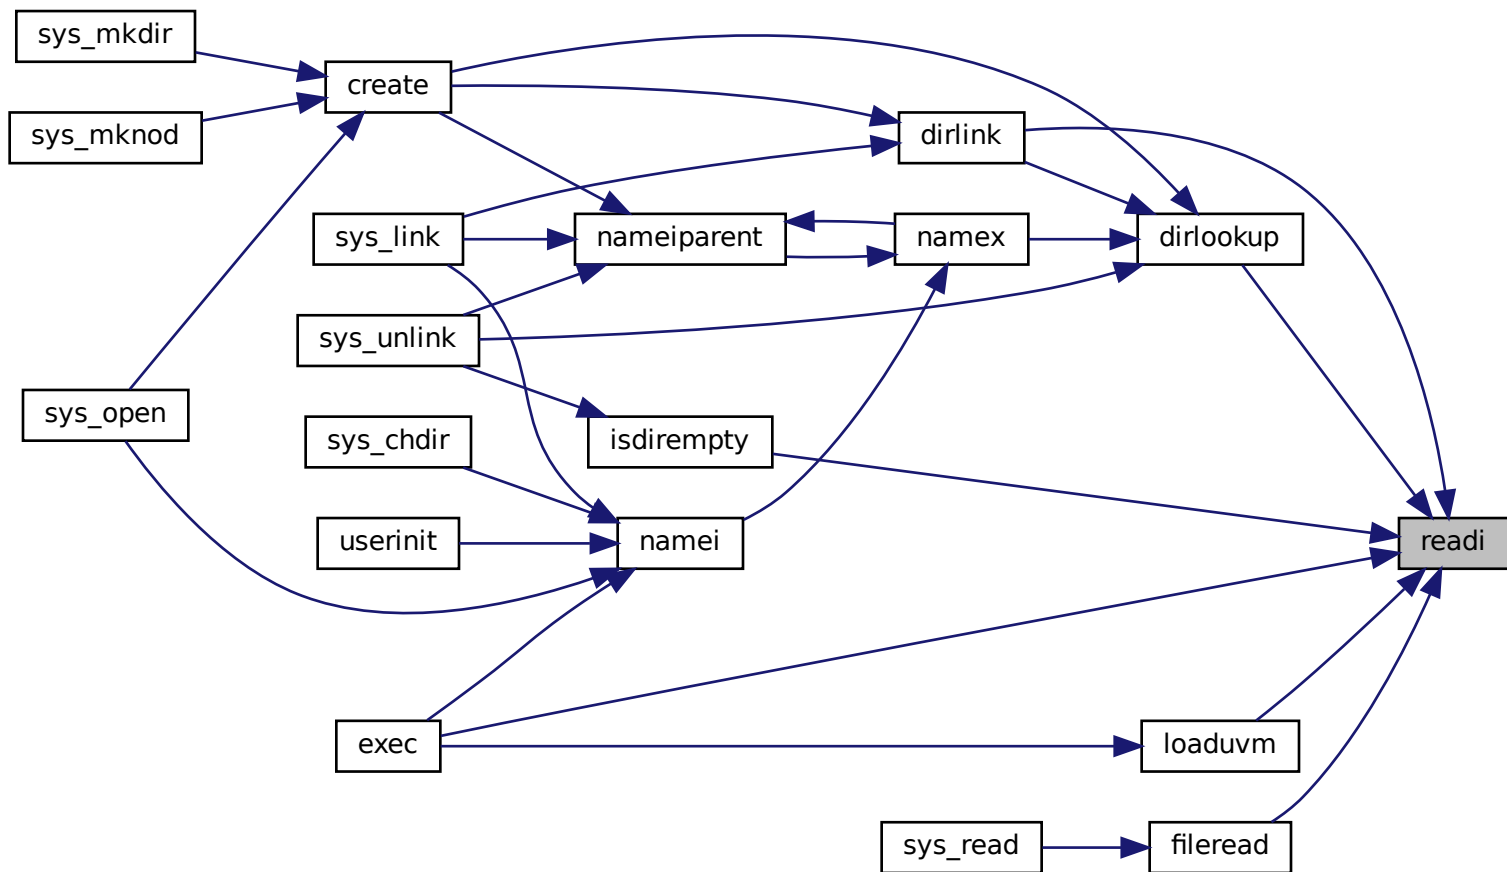 sys_mkdir
create
sys_mknod
dirlink
sys_link
nameiparent
namex
dirlookup
sys_unlink
sys_open
sys_chdir
isdirempty
userinit
namei
readi
exec
loaduvm
sys_read
fileread